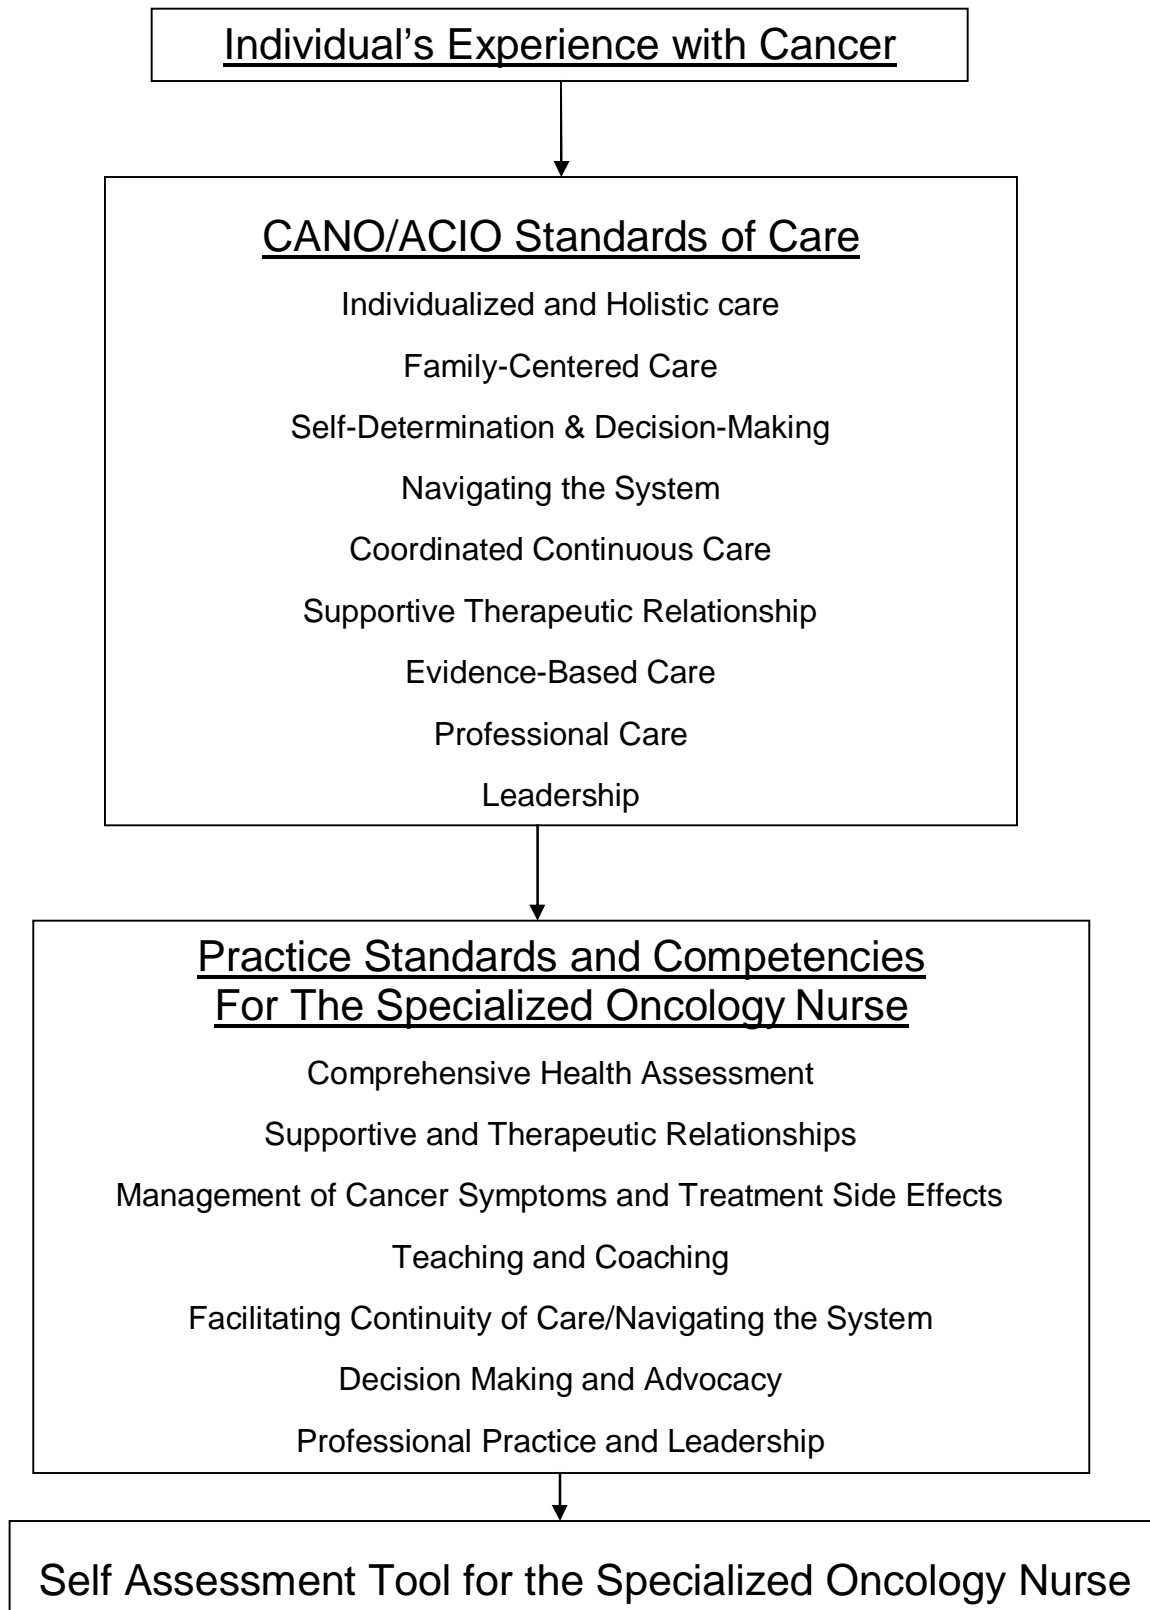 Individual’s Experience with Cancer
CANO/ACIO Standards of Care
Individualized and Holistic care
Family-Centered Care
Self-Determination & Decision-Making
Navigating the System
Coordinated Continuous Care
Supportive Therapeutic Relationship
Evidence-Based Care
Professional Care
Leadership
Practice Standards and Competencies
For The Specialized Oncology Nurse
Comprehensive Health Assessment
Supportive and Therapeutic Relationships
Management of Cancer Symptoms and Treatment Side Effects
Teaching and Coaching
Facilitating Continuity of Care/Navigating the System
Decision Making and Advocacy
Professional Practice and Leadership
Self Assessment Tool for the Specialized Oncology Nurse